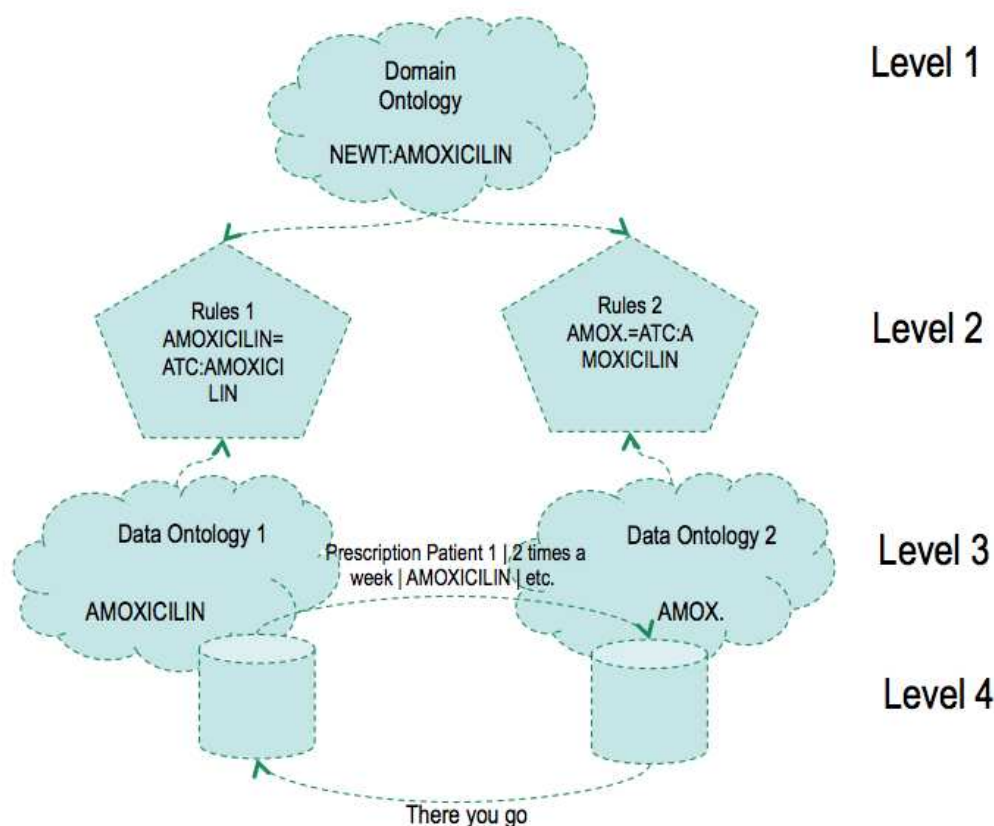 Domain
Ontology
NEWT:AMOXICILIN
Level 1
Rules 1
AMOXICILIN=
ATC:AMOXICI
LIN
Rules 2
AMOX.=ATC:A
MOXICILIN
Level 2
Data Ontology 1
AMOXICILIN
Prescription Patient 1 | 2 times a
week | AMOXICILIN | etc.
Data Ontology 2
AMOX.
Level 3
Level 4
There you go